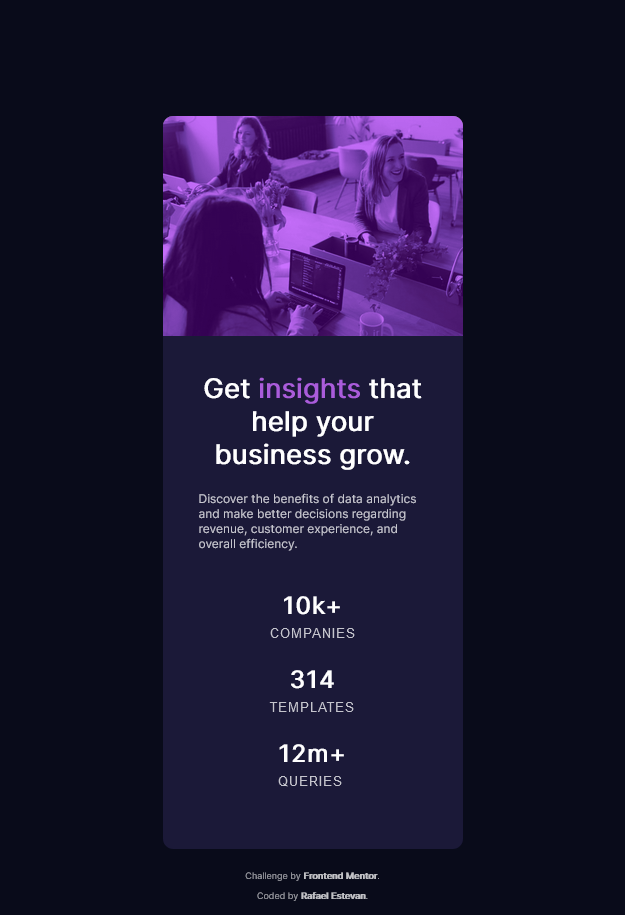 Get insights that
help your
business grow.
Discover the benefits of data analytics
and make better decisions regarding
revenue, customer experience, and
overall efficiency.
10k+
COMPANIES
314
TEMPLATES
12m+
QUERIES
Challenge by Frontend Mentor.
Coded by Rafael Estevan.